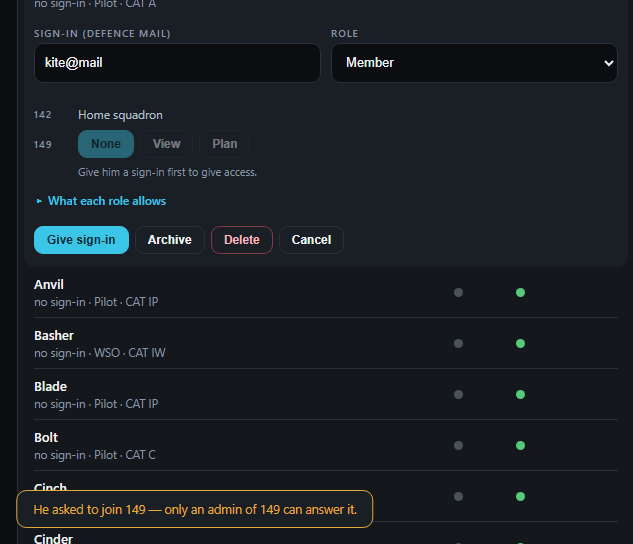 no sign-in · Pilot · CAT A
SIGN-IN (DEFENCE MAIL)
ROLE
kite@mail
Member
142 Home squadron
149 None View Plan
Give him a sign-in first to give access.
▸ What each role allows
Give sign-in Archive Delete Cancel
Anvil
no sign-in · Pilot · CAT IP
Basher
no sign-in · WSO · CAT IW
Blade
no sign-in · Pilot · CAT IP
Bolt
no sign-in · Pilot · CAT C
Cinch
He asked to join 149 — only an admin of 149 can answer it.
Cinder